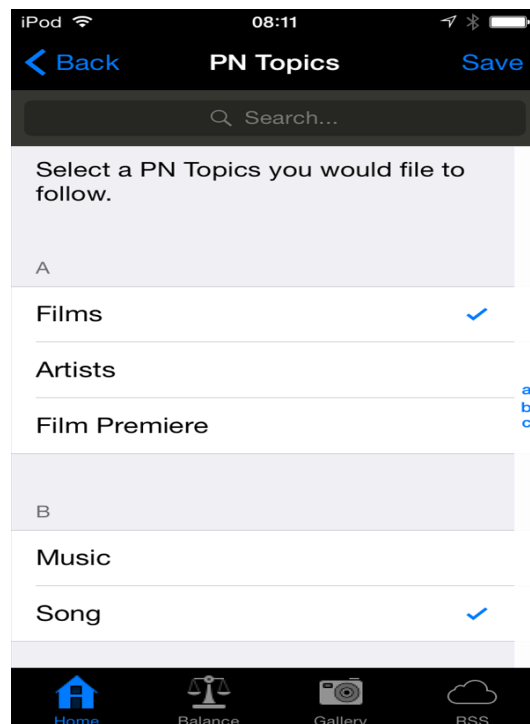 iPod 08:11
Back PN Topics Save
Search...
Select a PN Topics you would file to
follow.
A
Films
Artists
a
b
Film Premiere
c
B
Music
Song
Home Balance Gallery RSS